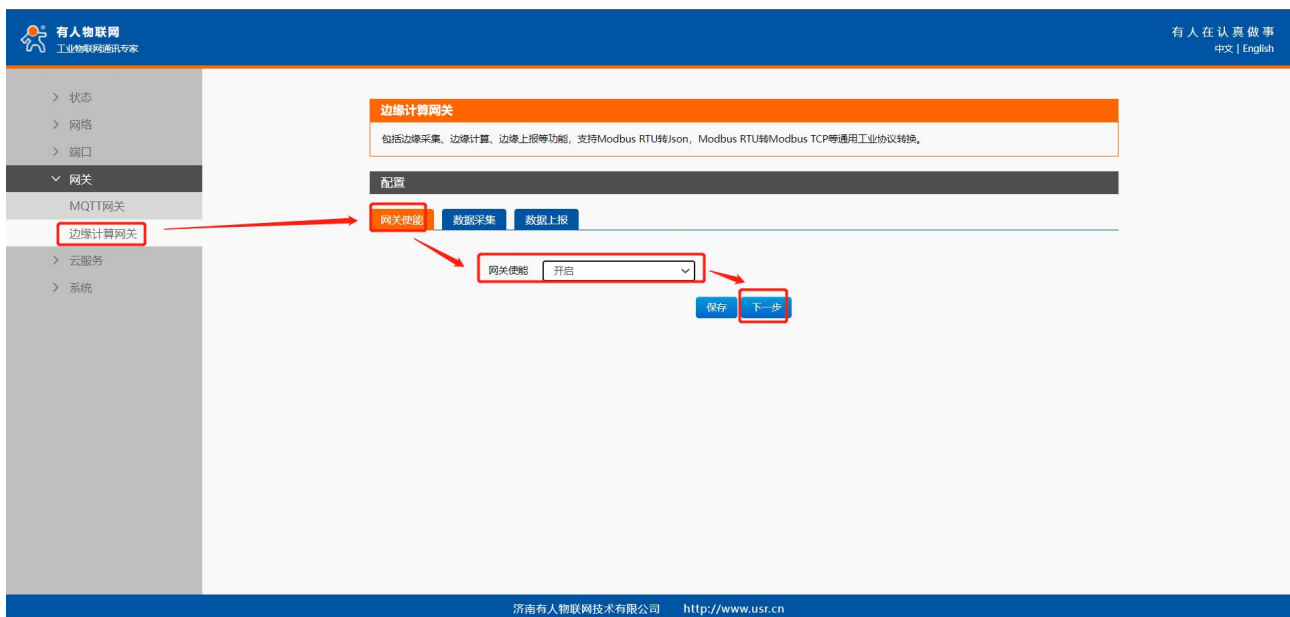 有人物联网
工业物联网通讯专家
有人在认真做事
中文 | English
状态
网络
端口
网关
MQTT网关
边缘计算网关
云服务
系统
边缘计算网关
包括边缘采集、边缘计算、边缘上报等功能，支持Modbus RTU转Json，Modbus RTU转Modbus TCP等通用工业协议转换。
配置
网关使能 数据采集 数据上报
网关使能 开启
保存 下一步
济南有人物联网技术有限公司 http://www.usr.cn